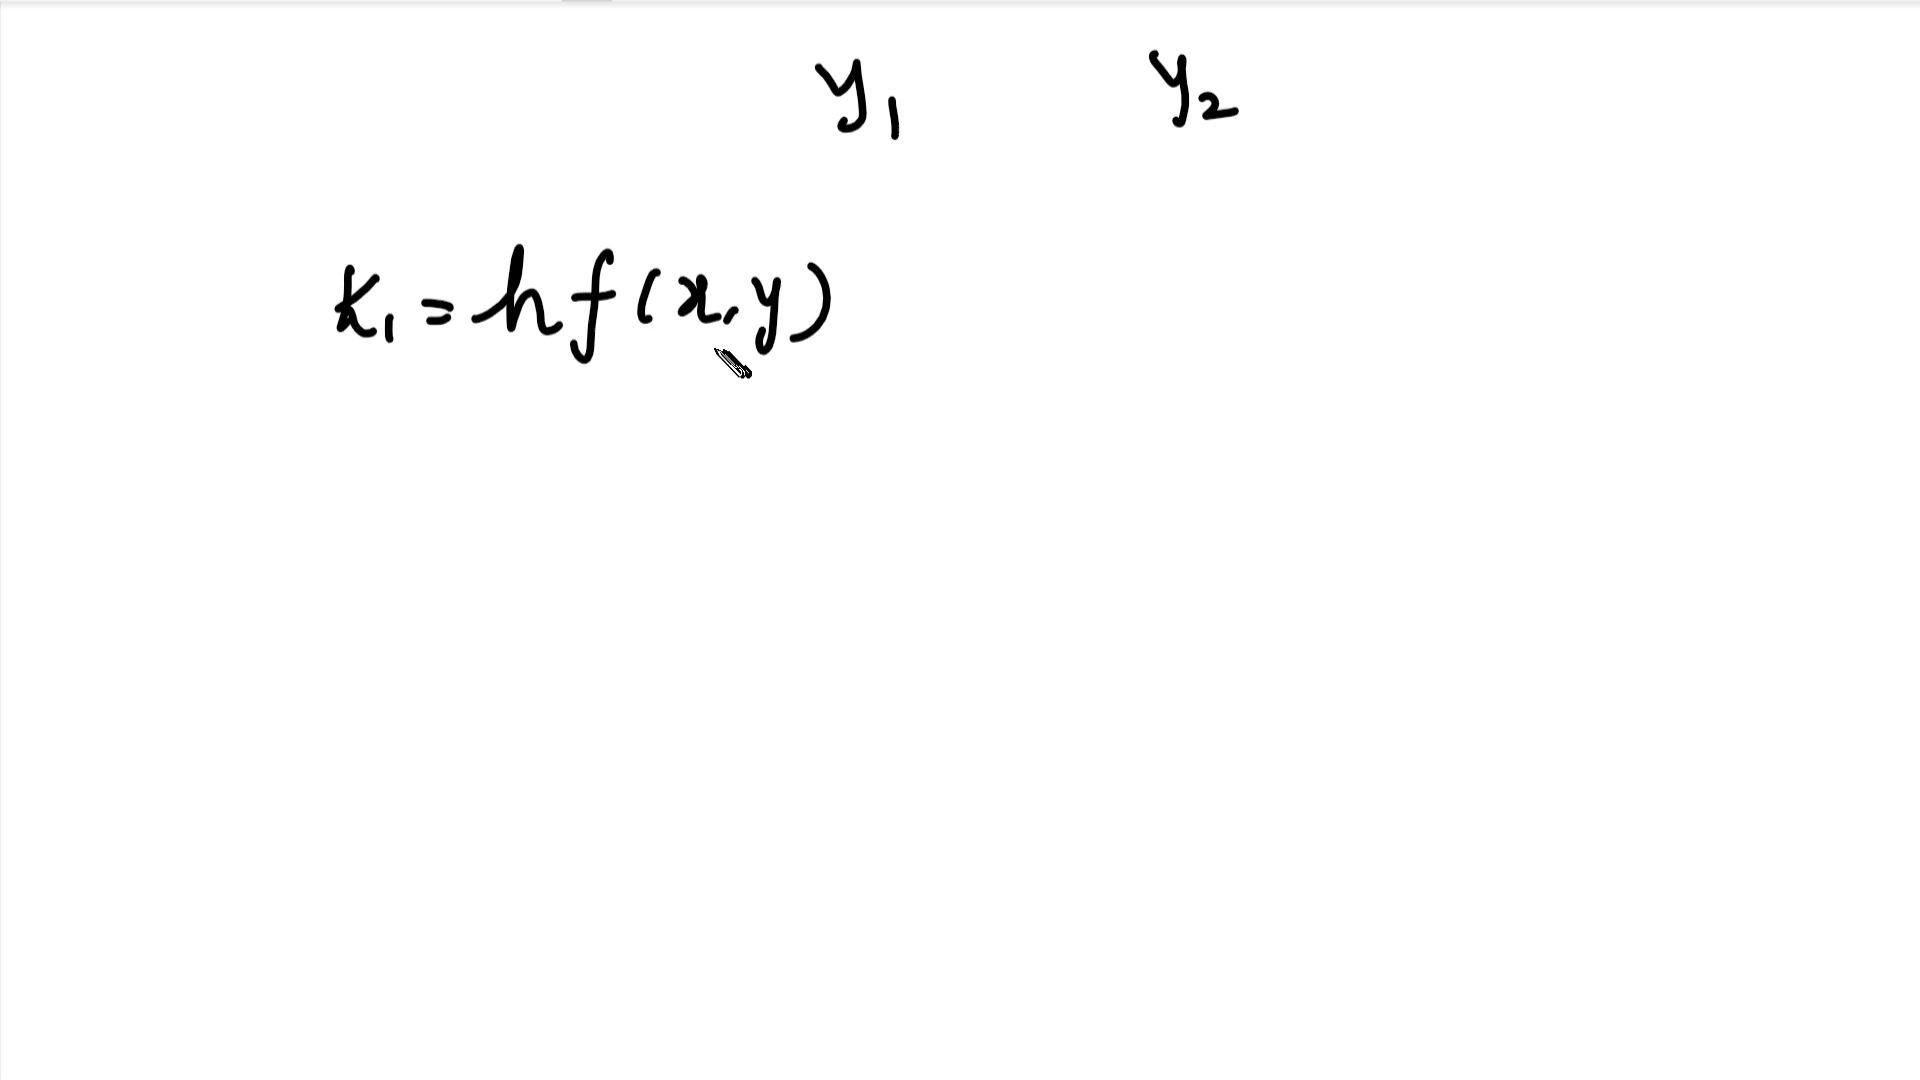 y₁ y₂
K₁ = hf(x, y)